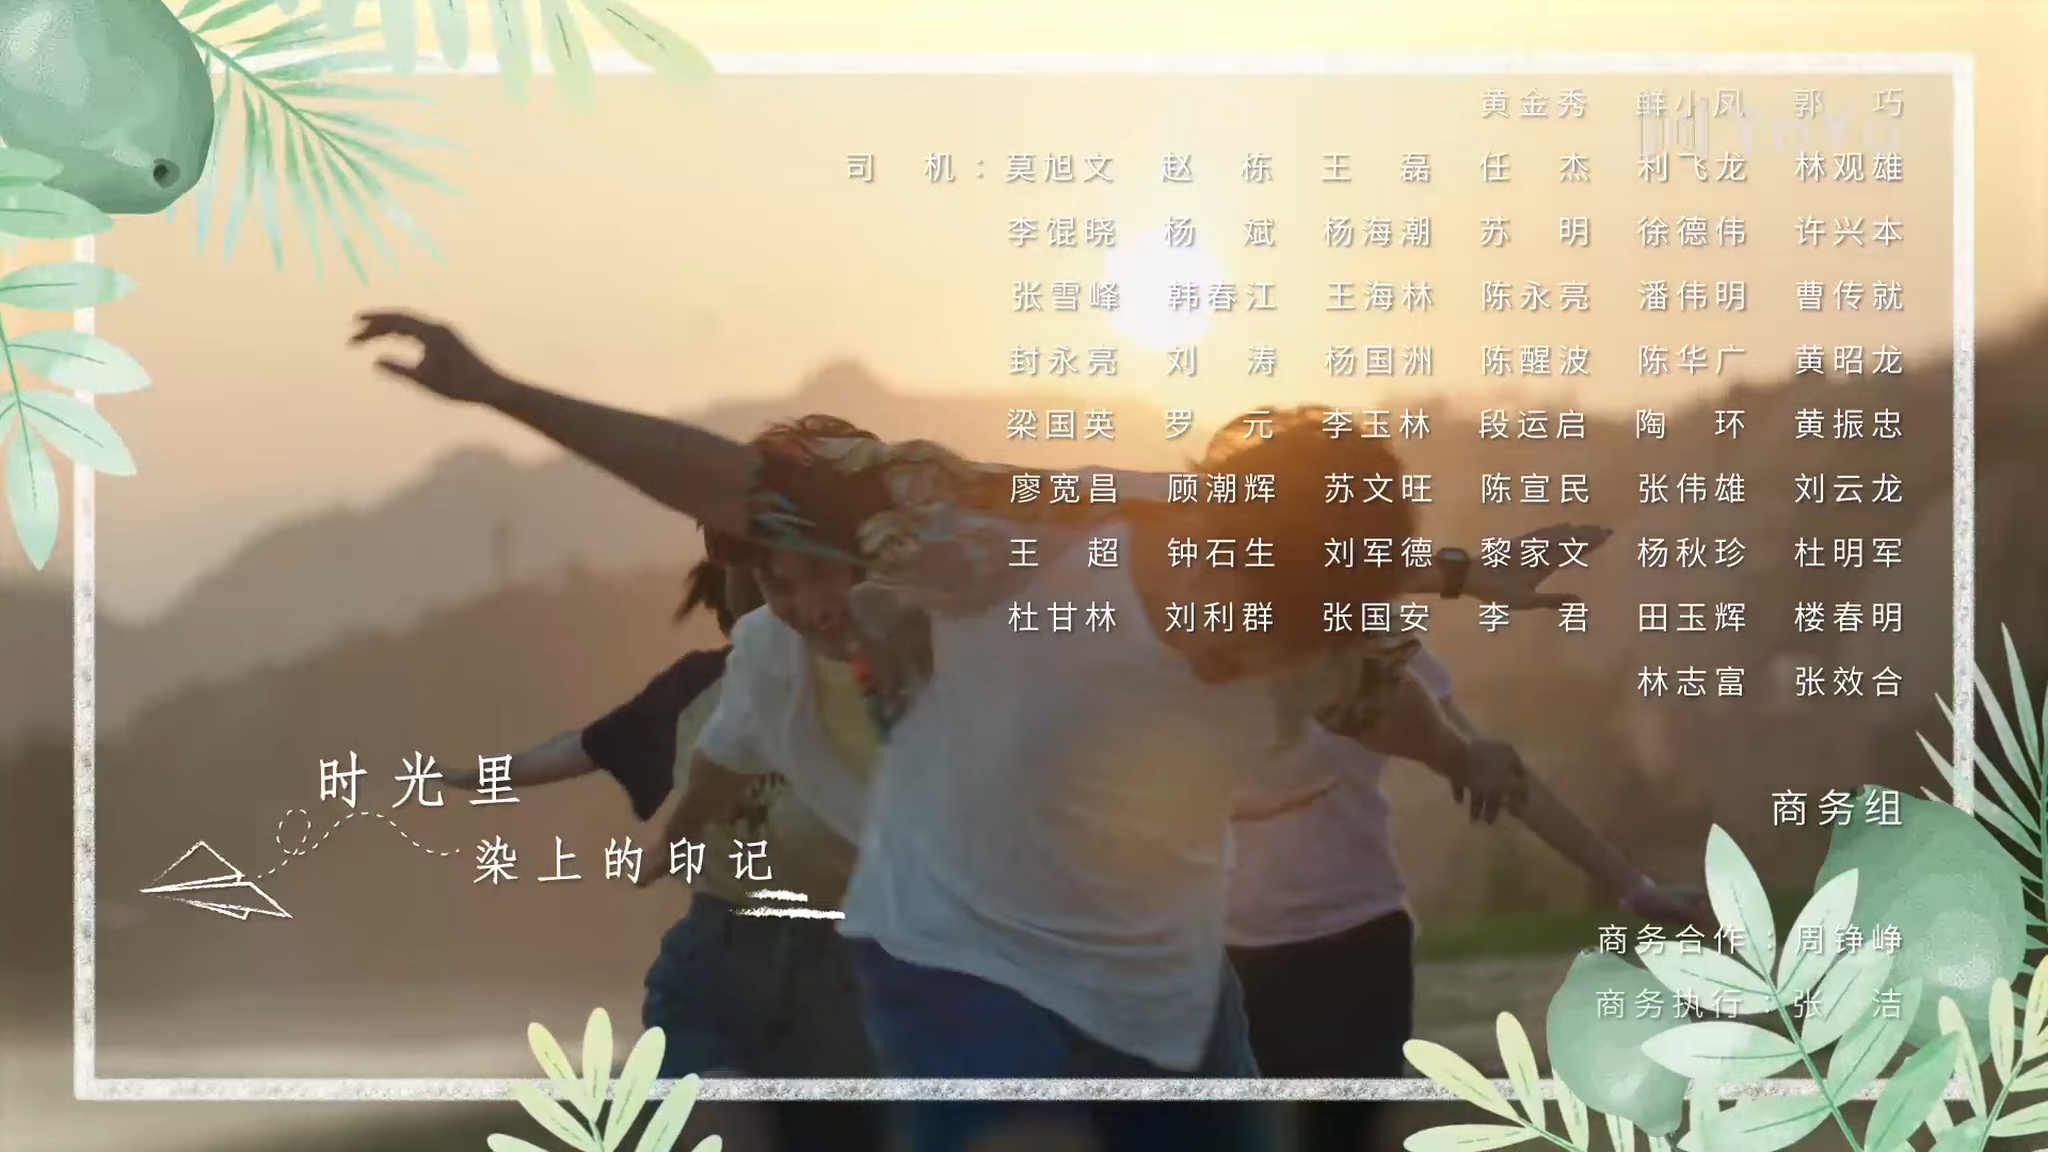 黄金秀 鲜小凤 郭 巧
司 机：莫旭文 赵 栋 王 磊 任 杰 利飞龙 林观雄
李馄晓 杨 斌 杨海潮 苏 明 徐德伟 许兴本
张雪峰 韩春江 王海林 陈永亮 潘伟明 曹传就
封永亮 刘 涛 杨国洲 陈醒波 陈华广 黄昭龙
梁国英 罗 元 李玉林 段运启 陶 环 黄振忠
廖宽昌 顾潮辉 苏文旺 陈宣民 张伟雄 刘云龙
王 超 钟石生 刘军德 黎家文 杨秋珍 杜明军
杜甘林 刘利群 张国安 李 君 田玉辉 楼春明
林志富 张效合
商务组
商务合作：周铮峥
商务执行：张 洁
时光里
染上的印记